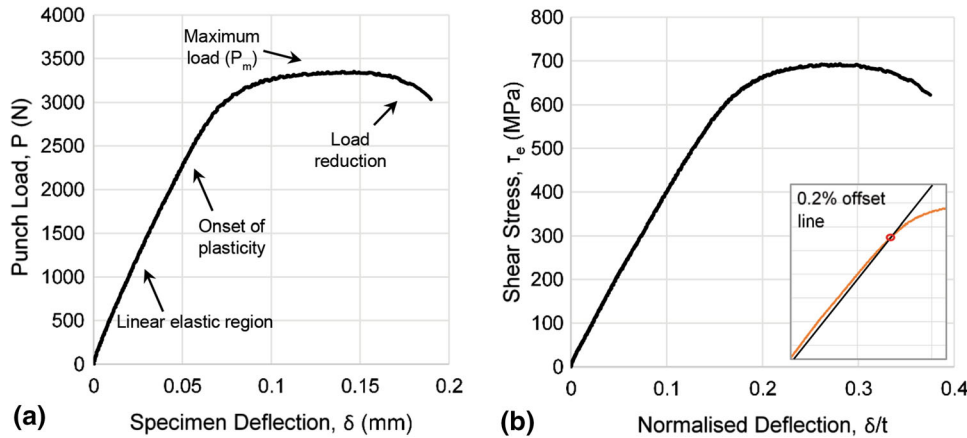 4000
3500
3000
2500
2000
1500
1000
500
0
Punch Load, P (N)
Maximum
load (Pm)
Load
reduction
Onset of
plasticity
Linear elastic region
0 0.05 0.1 0.15 0.2
(a) Specimen Deflection, δ (mm)
800
700
600
500
400
300
200
100
0
Shear Stress, τe (MPa)
0.2% offset
line
0 0.1 0.2 0.3 0.4
(b) Normalised Deflection, δ/t